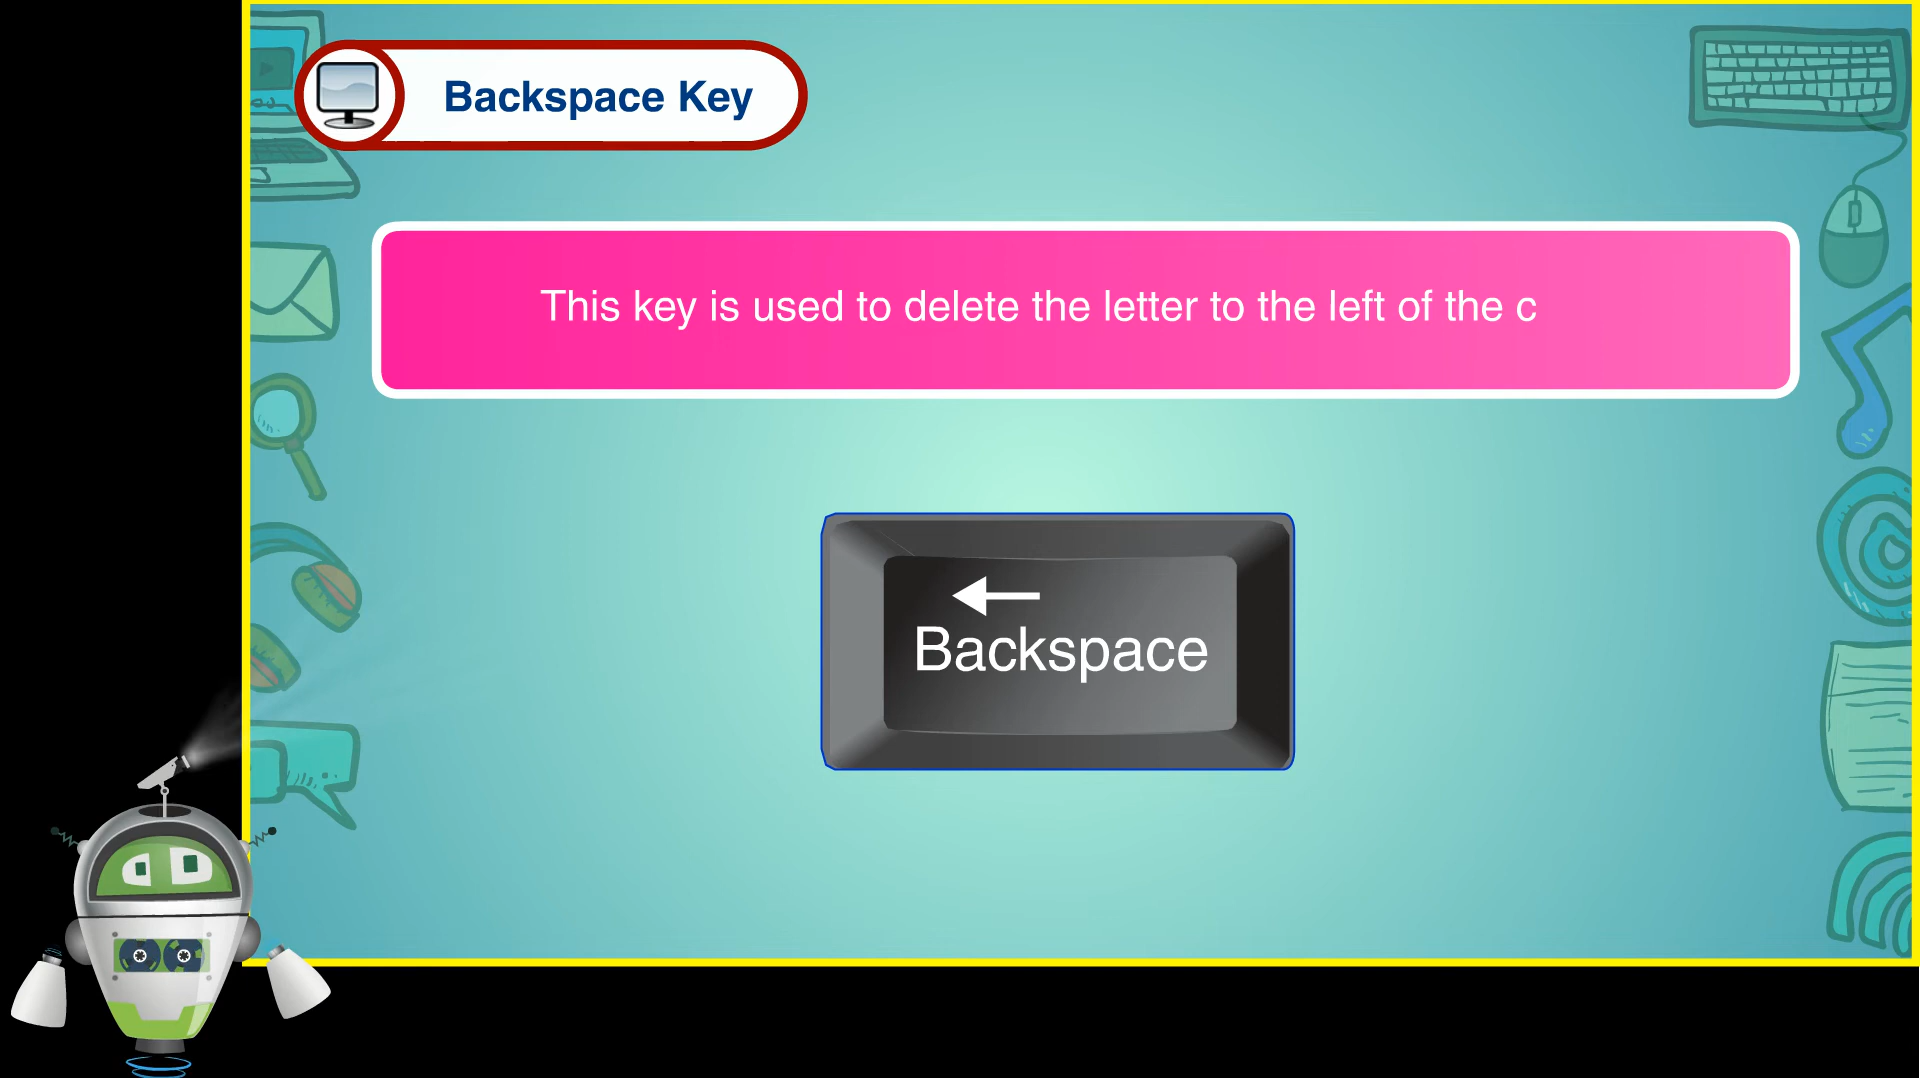 Backspace Key
This key is used to delete the letter to the left of the c
Backspace